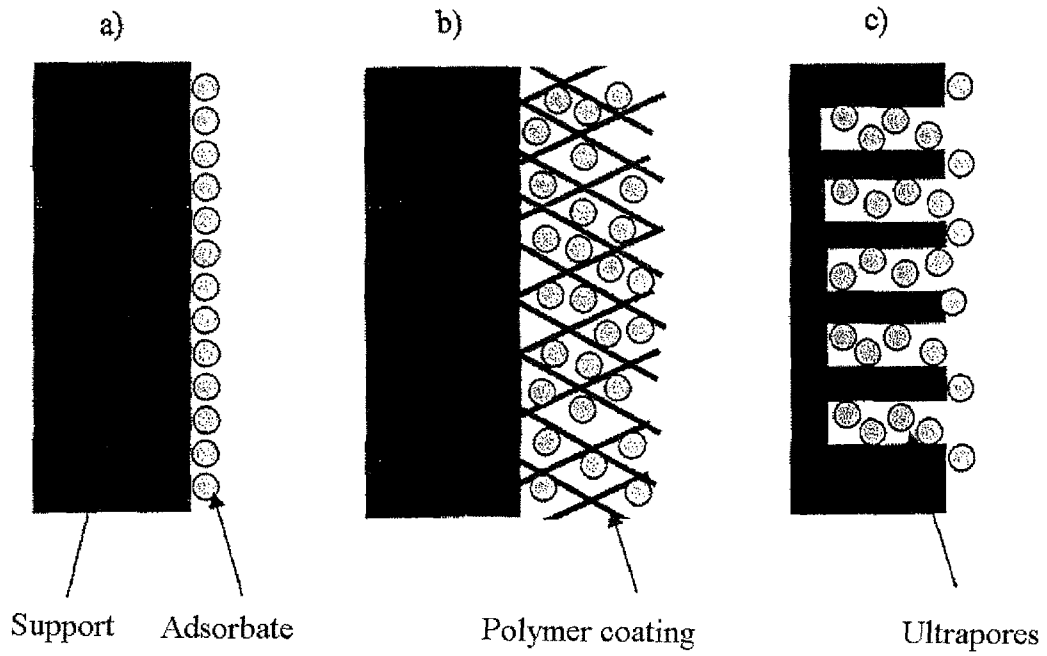 a)
b)
c)
Support
Adsorbate
Polymer coating
Ultrapores